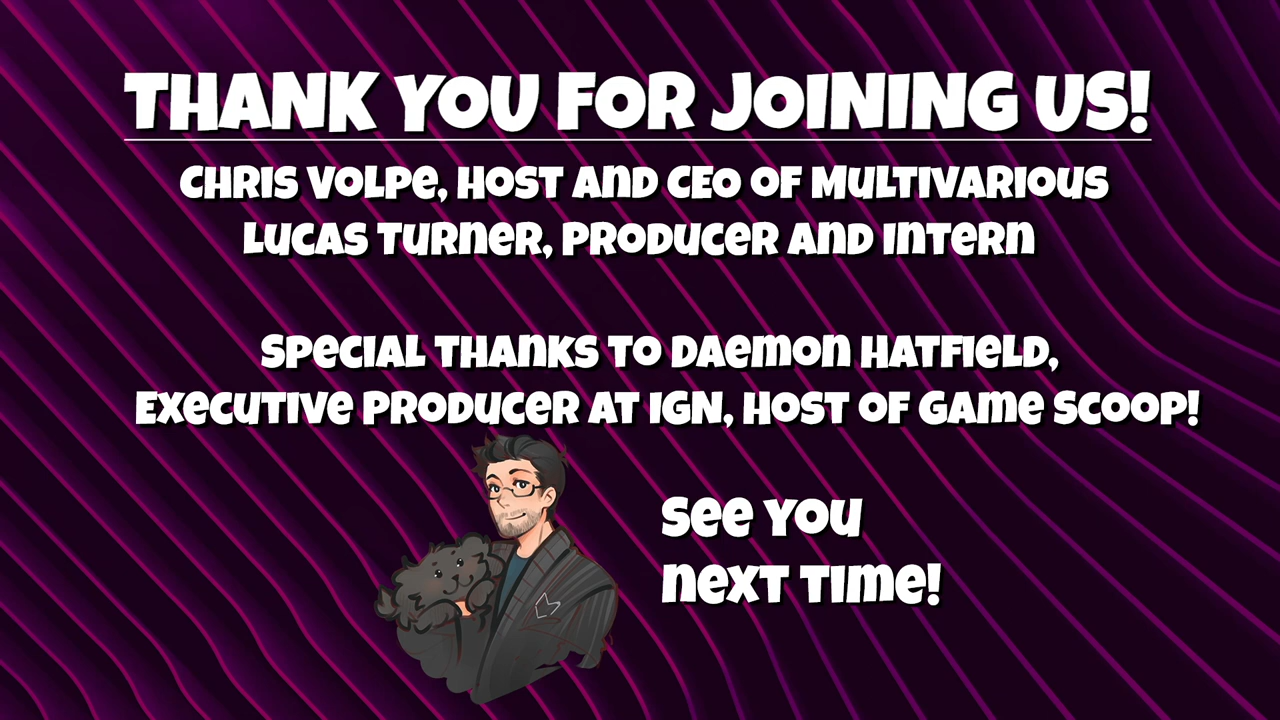 THANK YOU FOR JOINING US!
Chris Volpe, Host and CEO of Multivarious
Lucas Turner, Producer and Intern
Special Thanks to Daemon Hatfield,
Executive Producer at IGN, Host of Game Scoop!
See you
next time!